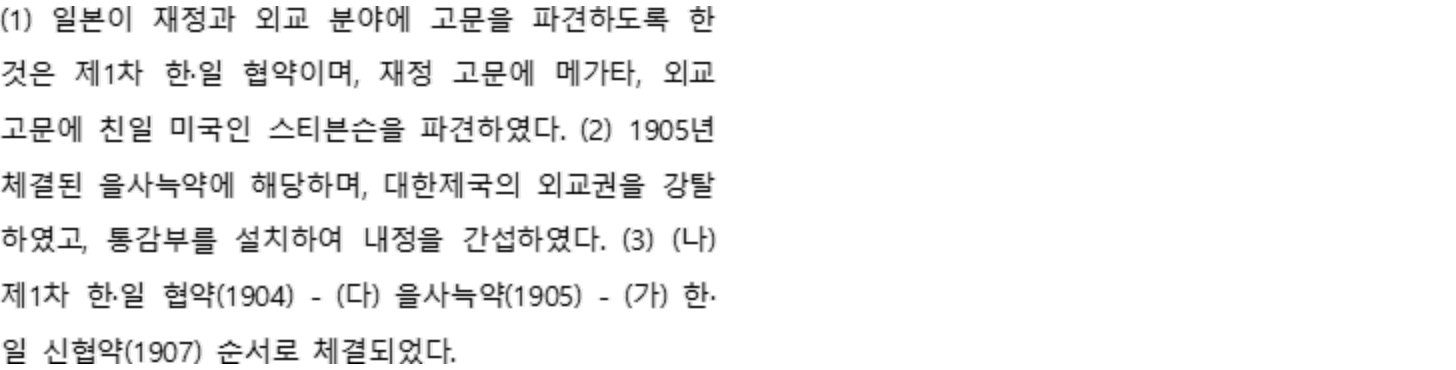 (1) 일본이 재정과 외교 분야에 고문을 파견하도록 한
것은 제1차 한·일 협약이며, 재정 고문에 메가타, 외교
고문에 친일 미국인 스티븐슨을 파견하였다. (2) 1905년
체결된 을사늑약에 해당하며, 대한제국의 외교권을 강탈
하였고, 통감부를 설치하여 내정을 간섭하였다. (3) (나)
제1차 한·일 협약(1904) - (다) 을사늑약(1905) - (가) 한·
일 신협약(1907) 순서로 체결되었다.